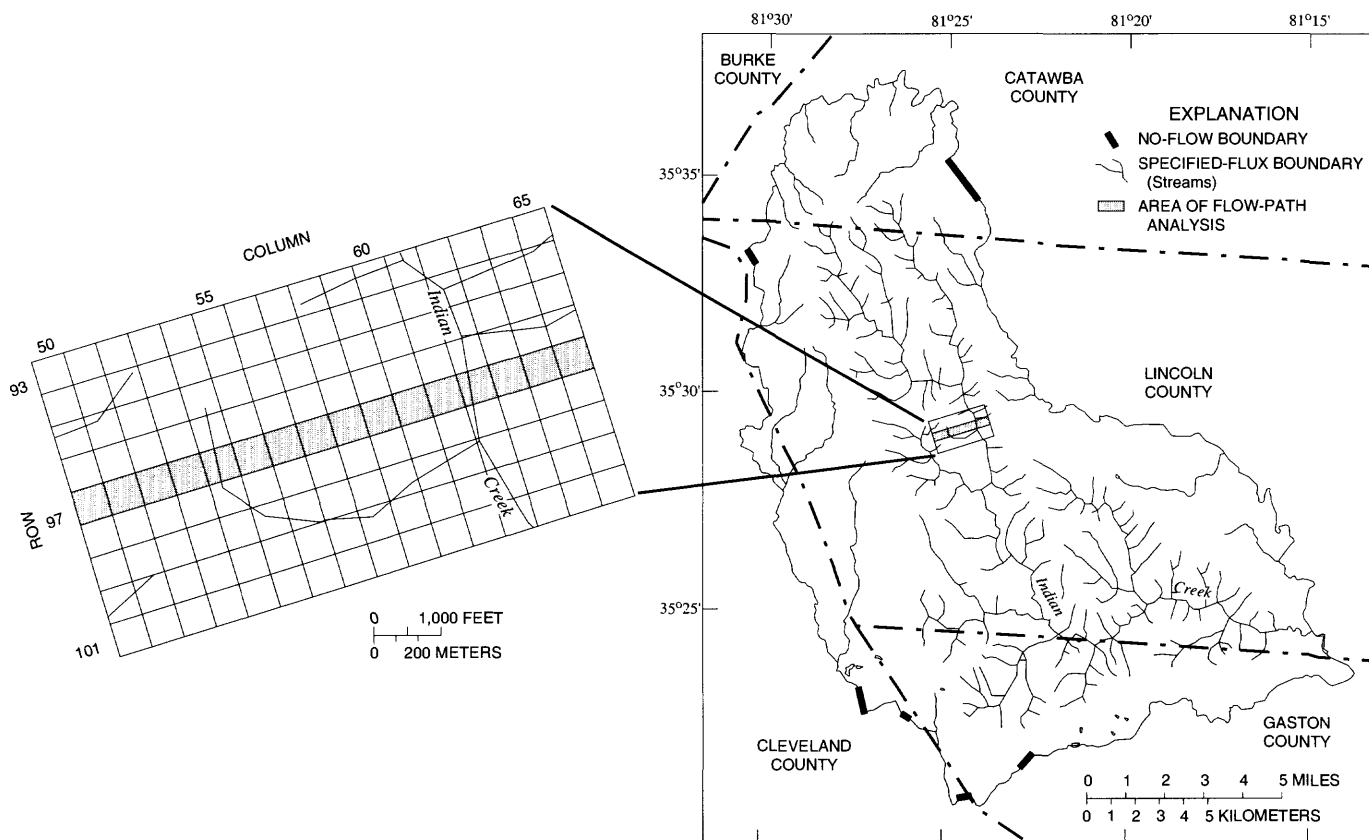 81°30'
81°25'
81°20'
81°15'
BURKE
COUNTY
CATAWBA
COUNTY
EXPLANATION
NO-FLOW BOUNDARY
SPECIFIED-FLUX BOUNDARY
(Streams)
AREA OF FLOW-PATH
ANALYSIS
35°35'
35°30'
35°25'
LINCOLN
COUNTY
Indian
Creek
CLEVELAND
COUNTY
GASTON
COUNTY
0 1 2 3 4 5 MILES
0 1 2 3 4 5 KILOMETERS
COLUMN
50
55
60
65
ROW
93
97
101
Indian
Creek
0 1,000 FEET
0 200 METERS